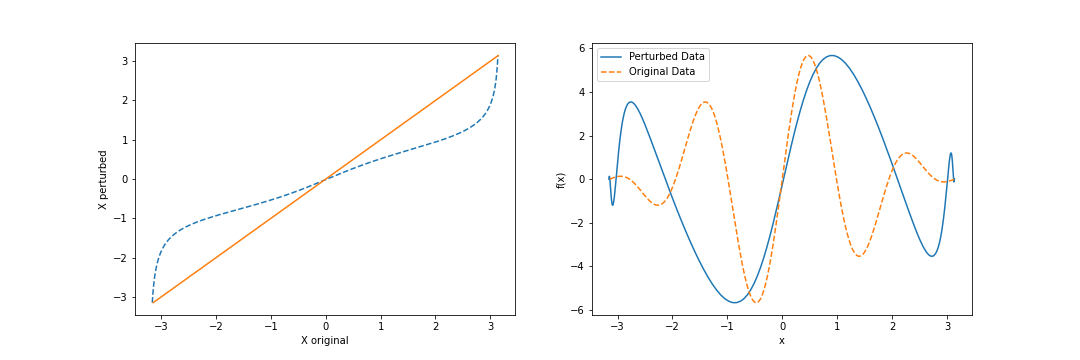 3
2
1
0
−1
−2
−3
X perturbed
−3 −2 −1 0 1 2 3
X original
6
4
2
0
−2
−4
−6
f(x)
Perturbed Data
Original Data
−3 −2 −1 0 1 2 3
x